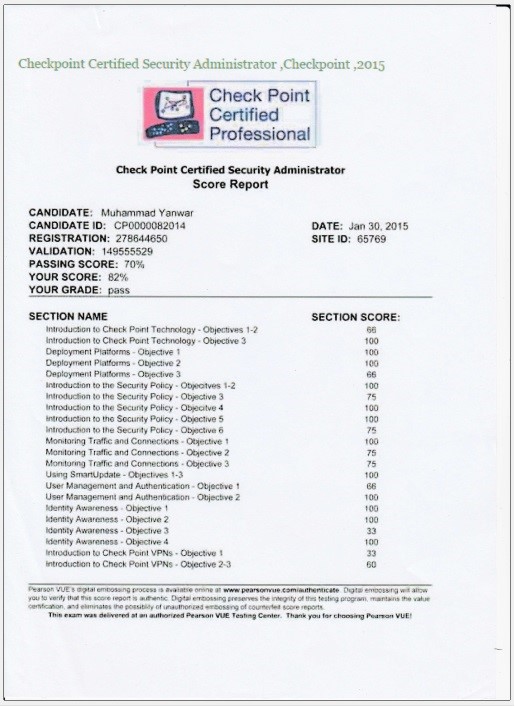 Checkpoint Certified Security Administrator ,Checkpoint ,2015
Check Point
Certified
Professional
Check Point Certified Security Administrator
Score Report
CANDIDATE: Muhammad Yanwar
CANDIDATE ID: CP0000082014 DATE: Jan 30, 2015
REGISTRATION: 278644650 SITE ID: 65769
VALIDATION: 149555529
PASSING SCORE: 70%
YOUR SCORE: 82%
YOUR GRADE: pass
SECTION NAME SECTION SCORE:
Introduction to Check Point Technology - Objectives 1-2 66
Introduction to Check Point Technology - Objective 3 100
Deployment Platforms - Objective 1 100
Deployment Platforms - Objective 2 100
Deployment Platforms - Objective 3 66
Introduction to the Security Policy - Objecitves 1-2 100
Introduction to the Security Policy - Objective 3 75
Introduction to the Security Policy - Objecitve 4 100
Introduction to the Security Policy - Objective 5 100
Introduction to the Security Policy - Objective 6 75
Monitoring Traffic and Connections - Objective 1 100
Monitoring Traffic and Connections - Objective 2 75
Monitoring Traffic and Connections - Objective 3 75
Using SmartUpdate - Objectives 1-3 100
User Management and Authentication - Objective 1 66
User Management and Authentication - Objective 2 100
Identity Awareness - Objective 1 100
Identity Awareness - Objective 2 100
Identity Awareness - Objective 3 33
Identity Awareness - Objective 4 100
Introduction to Check Point VPNs - Objective 1 33
Introduction to Check Point VPNs - Objective 2-3 60
Pearson VUE's digital embossing process is available online at www.pearsonvue.com/authenticate. Digital embossing will allow
you to verify that this score report is authentic. Digital embossing preserves the integrity of this testing program, maintains the value
certification, and eliminates the possibility of unauthorized embossing of counterfeit score reports.
This exam was delivered at an authorized Pearson VUE Testing Center. Thank you for choosing Pearson VUE!